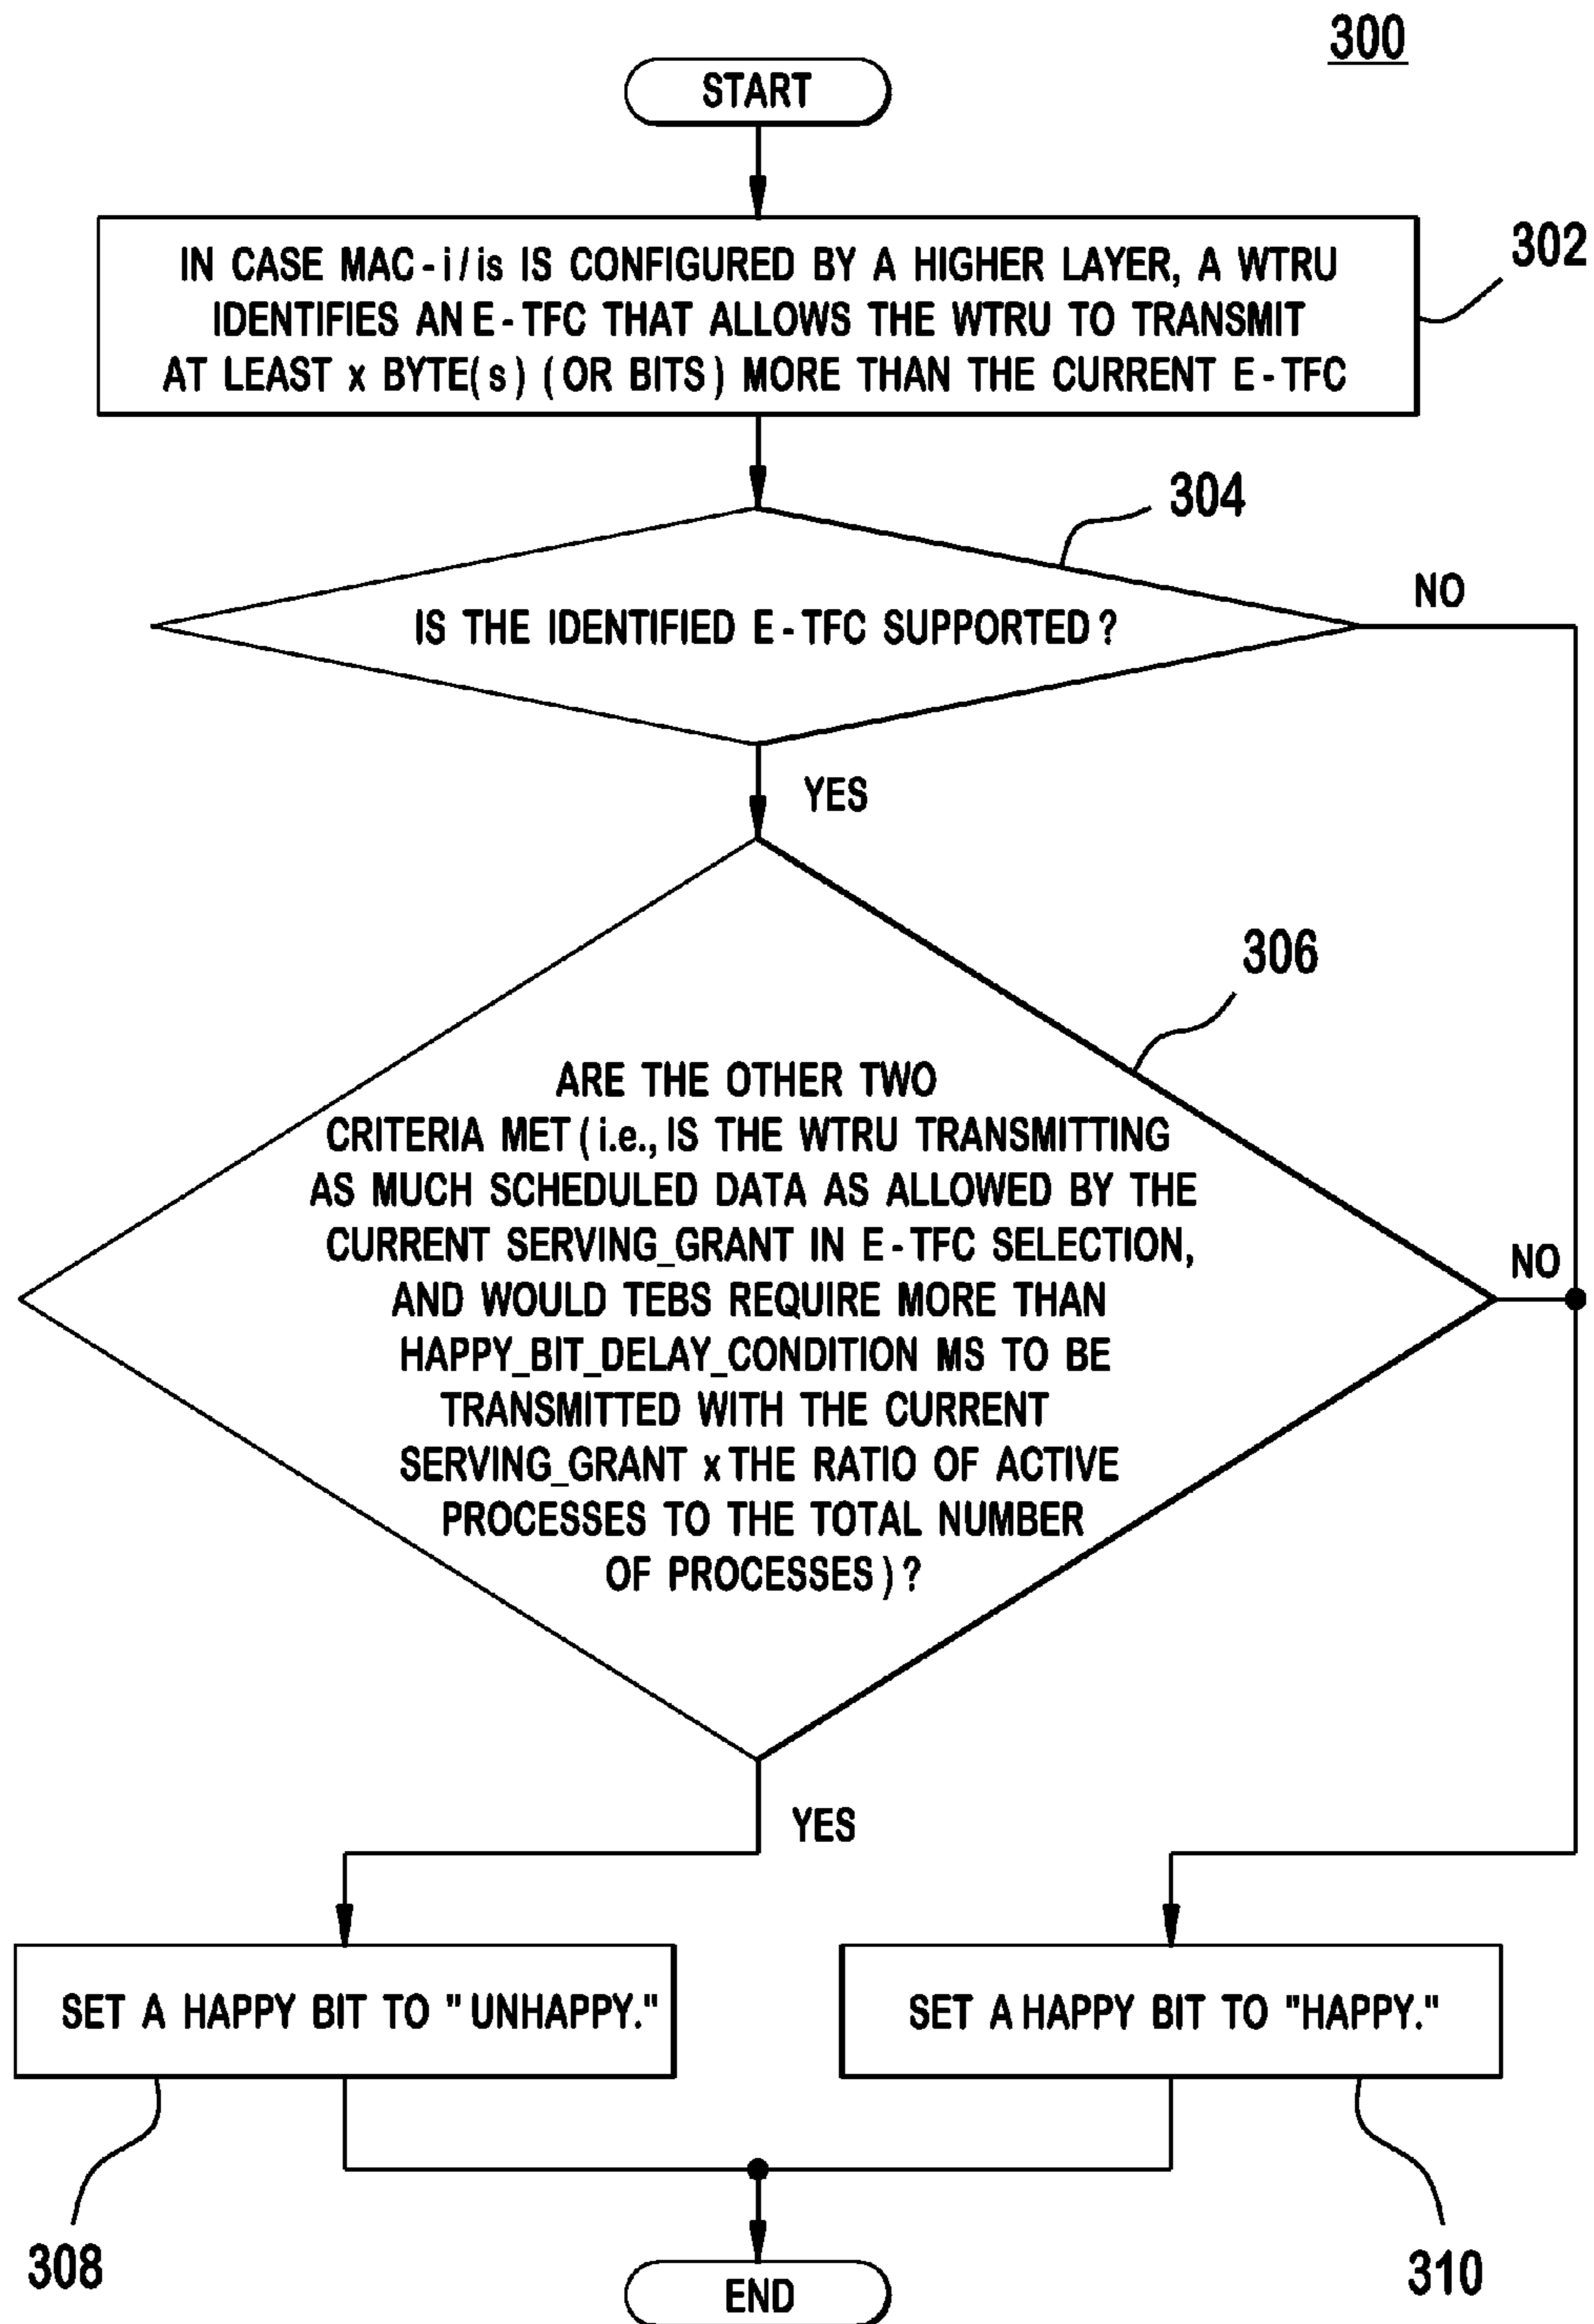 300
START
IN CASE MAC-i/is IS CONFIGURED BY A HIGHER LAYER, A WTRU
IDENTIFIES AN E-TFC THAT ALLOWS THE WTRU TO TRANSMIT
AT LEAST x BYTE(s) (OR BITS) MORE THAN THE CURRENT E-TFC
302
304
IS THE IDENTIFIED E-TFC SUPPORTED?
NO
YES
306
ARE THE OTHER TWO
CRITERIA MET (i.e., IS THE WTRU TRANSMITTING
AS MUCH SCHEDULED DATA AS ALLOWED BY THE
CURRENT SERVING_GRANT IN E-TFC SELECTION,
AND WOULD TEBS REQUIRE MORE THAN
HAPPY_BIT_DELAY_CONDITION MS TO BE
TRANSMITTED WITH THE CURRENT
SERVING_GRANT x THE RATIO OF ACTIVE
PROCESSES TO THE TOTAL NUMBER
OF PROCESSES)?
NO
YES
SET A HAPPY BIT TO "UNHAPPY."
SET A HAPPY BIT TO "HAPPY."
308
310
END